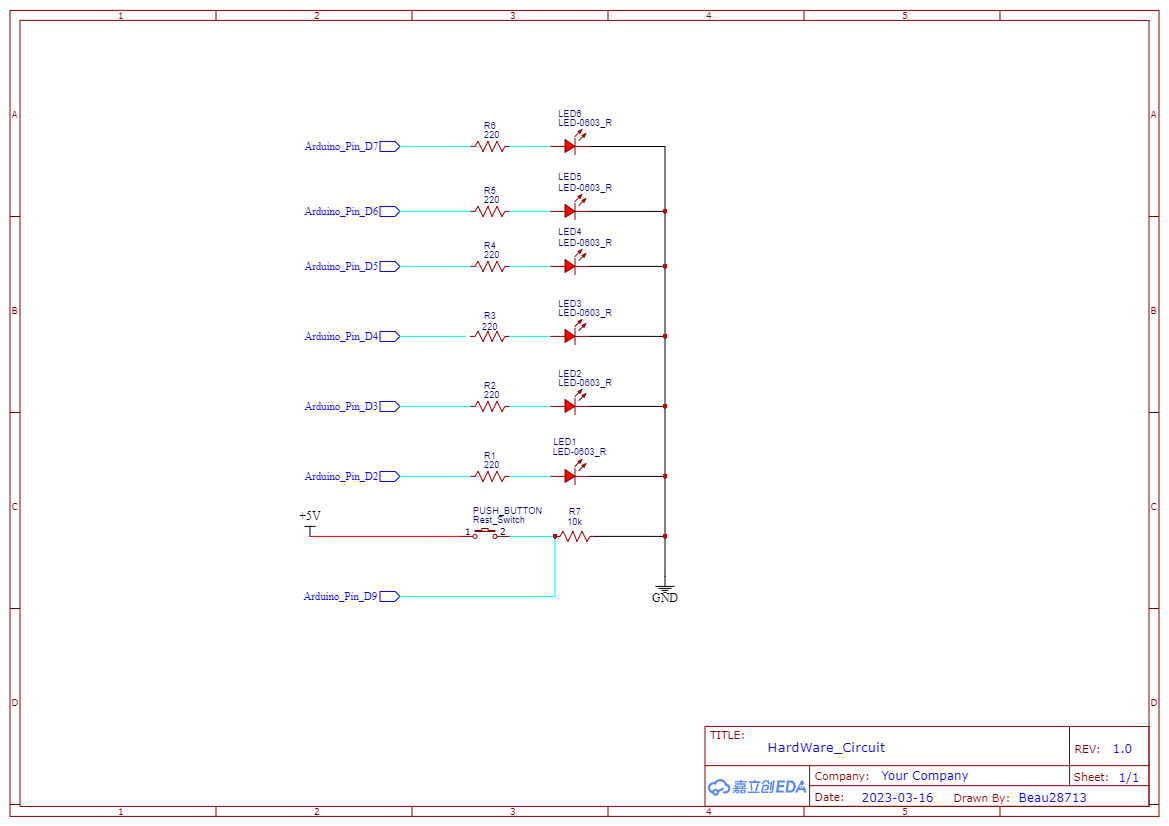 1 2 3 4 5
A A
B B
C C
D D
LED6
LED-0603_R
R6
220
Arduino_Pin_D7
LED5
LED-0603_R
R5
220
Arduino_Pin_D6
LED4
LED-0603_R
R4
220
Arduino_Pin_D5
LED3
LED-0603_R
R3
220
Arduino_Pin_D4
LED2
LED-0603_R
R2
220
Arduino_Pin_D3
LED1
LED-0603_R
R1
220
Arduino_Pin_D2
+5V
PUSH_BUTTON
Rest_Switch
1 2
R7
10k
Arduino_Pin_D9
GND
TITLE:
HardWare_Circuit
REV: 1.0
嘉立创EDA
Company: Your Company
Sheet: 1/1
Date: 2023-03-16 Drawn By: Beau28713
1 2 3 4 5